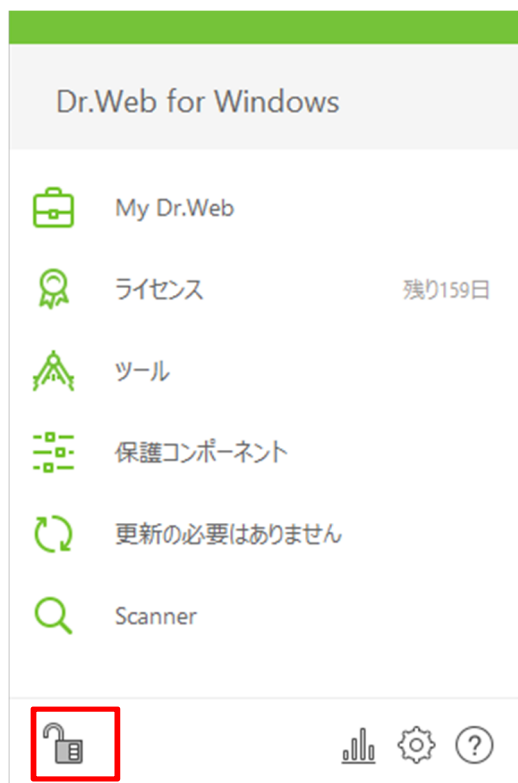 Dr.Web for Windows
My Dr.Web
ライセンス 残り159日
ツール
保護コンポーネント
更新の必要はありません
Scanner